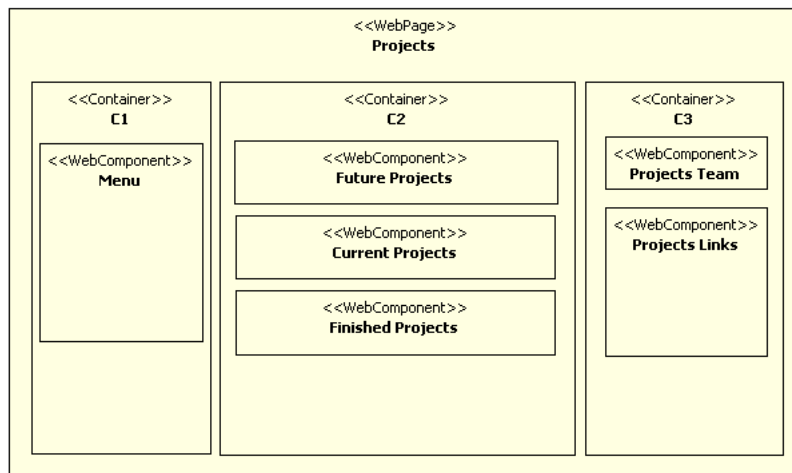 <<WebPage>>
Projects
<<Container>>
C1
<<WebComponent>>
Menu
<<Container>>
C2
<<WebComponent>>
Future Projects
<<WebComponent>>
Current Projects
<<WebComponent>>
Finished Projects
<<Container>>
C3
<<WebComponent>>
Projects Team
<<WebComponent>>
Projects Links